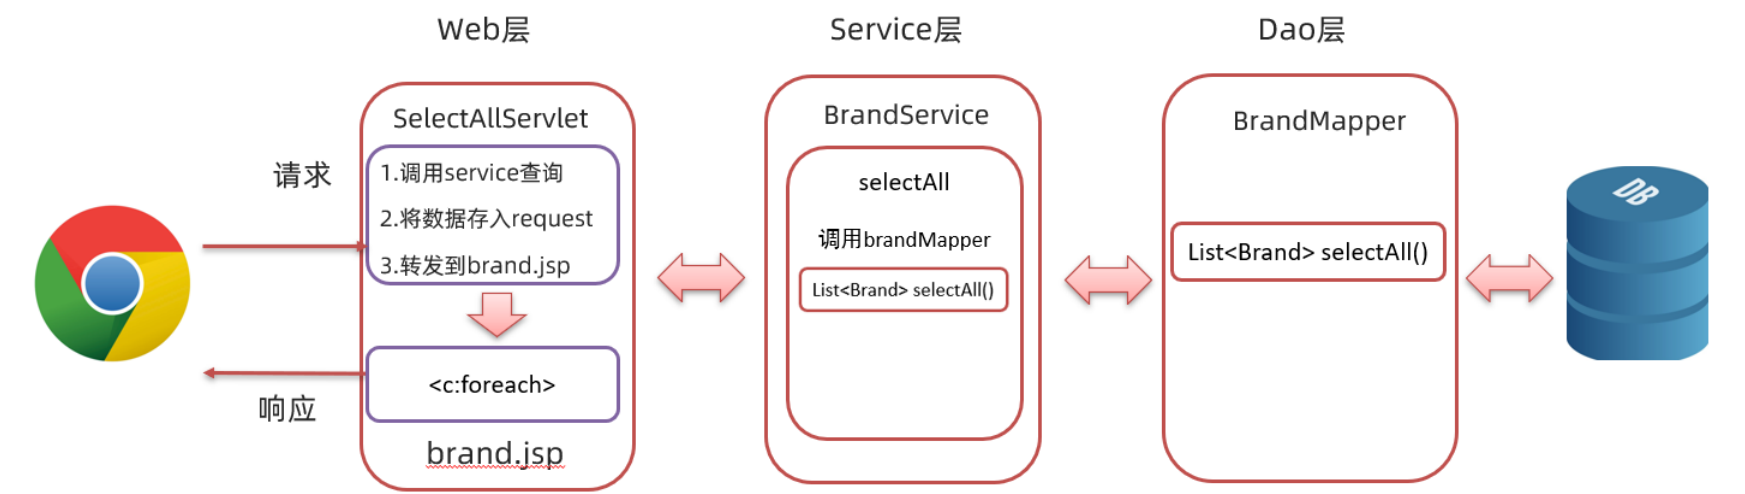 Web层
Service层
Dao层
请求
响应
SelectAllServlet
1.调用service查询
2.将数据存入request
3.转发到brand.jsp
<c:foreach>
brand.jsp
BrandService
selectAll
调用brandMapper
List<Brand> selectAll()
BrandMapper
List<Brand> selectAll()
DB